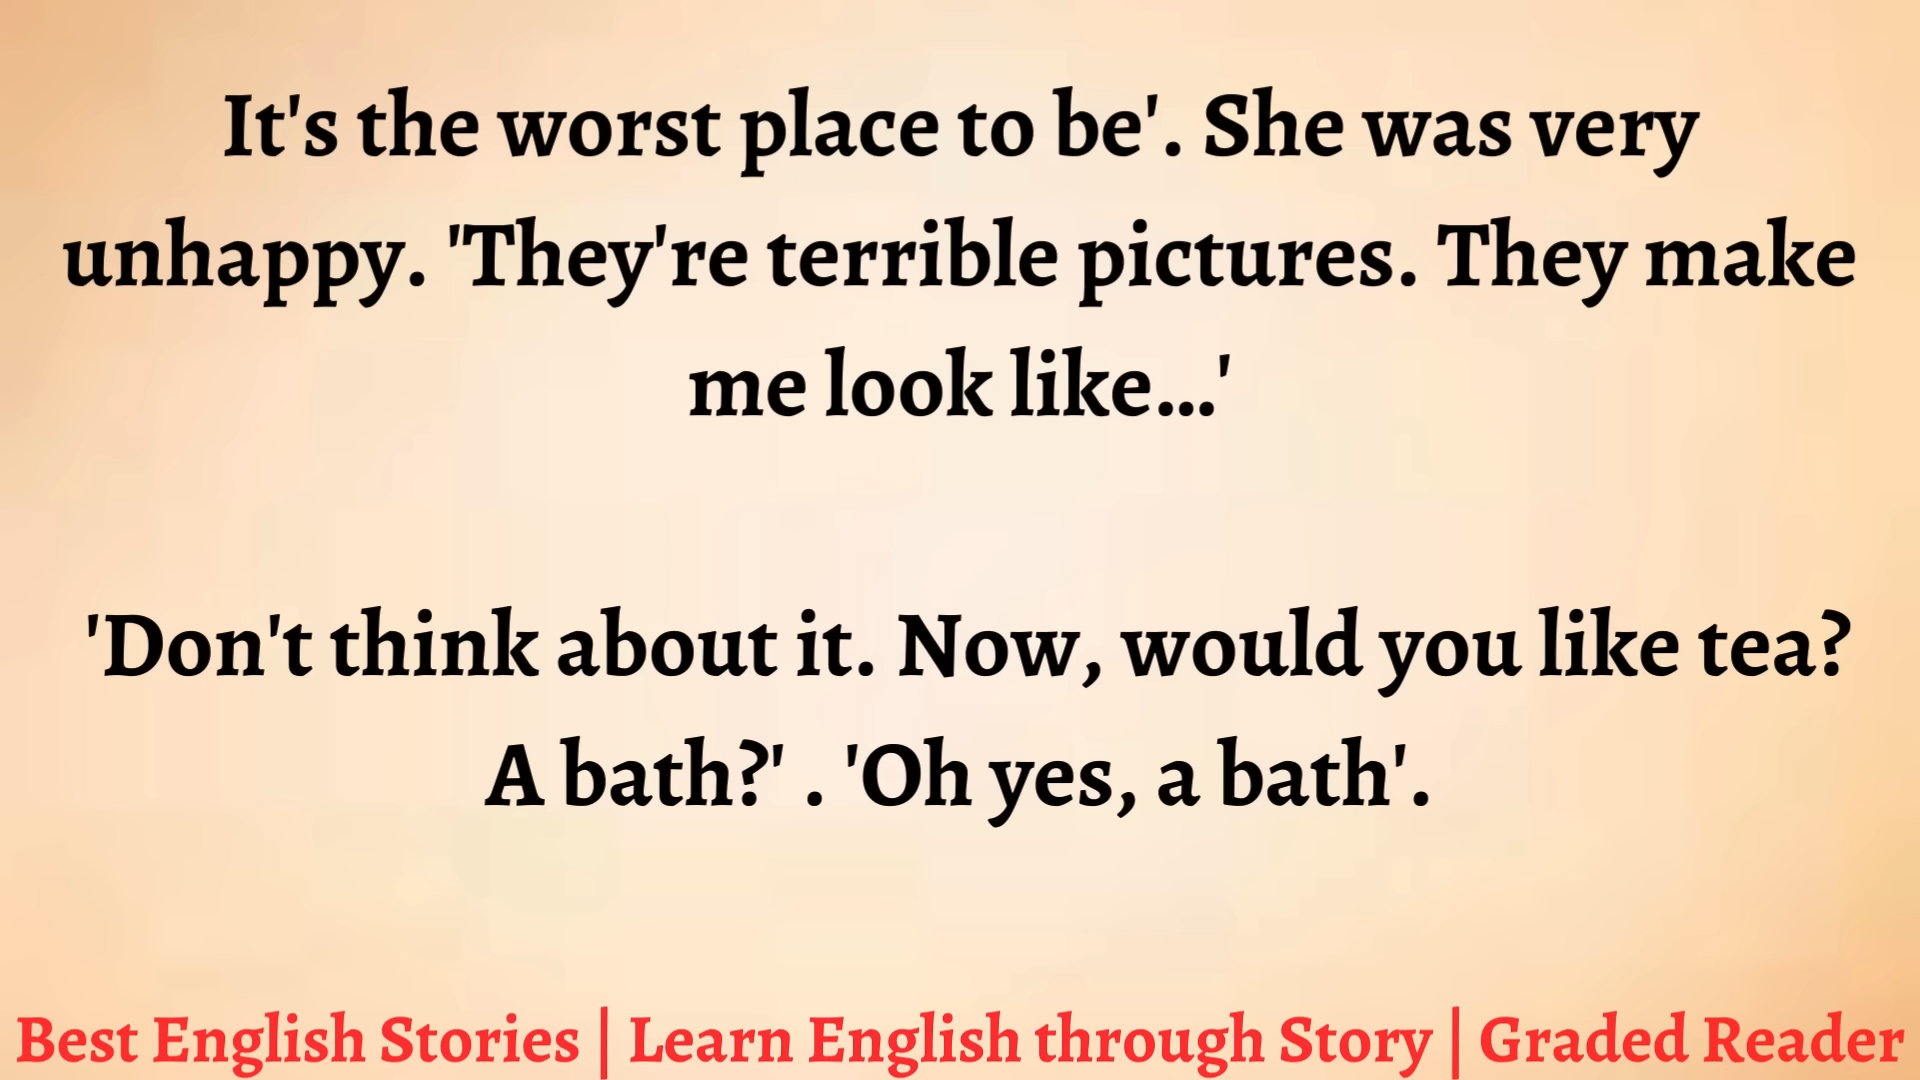 It's the worst place to be'. She was very
unhappy. 'They're terrible pictures. They make
me look like...'
'Don't think about it. Now, would you like tea?
A bath?' . 'Oh yes, a bath'.
Best English Stories | Learn English through Story | Graded Reader